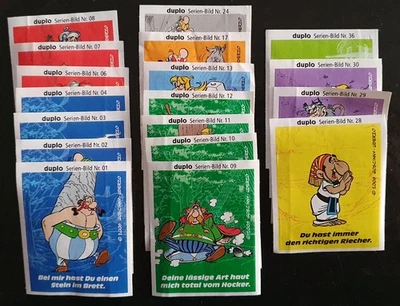 duplo Serien-Bild Nr. 08
duplo Serien-Bild Nr. 07
duplo Serien-Bild Nr. 06
duplo Serien-Bild Nr. 04
duplo Serien-Bild Nr. 03
duplo Serien-Bild Nr. 02
duplo Serien-Bild Nr. 01
Bei mir hast Du einen
Stein im Brett.
duplo Serien-Bild Nr. 24
duplo Serien-Bild Nr. 17
duplo Serien-Bild Nr. 13
duplo Serien-Bild Nr. 12
duplo Serien-Bild Nr. 11
duplo Serien-Bild Nr. 10
duplo Serien-Bild Nr. 09
Deine lässige Art haut
mich total vom Hocker.
duplo Serien-Bild Nr. 36
duplo Serien-Bild Nr. 30
duplo Serien-Bild Nr. 29
duplo Serien-Bild Nr. 28
Du hast immer
den richtigen Riecher.